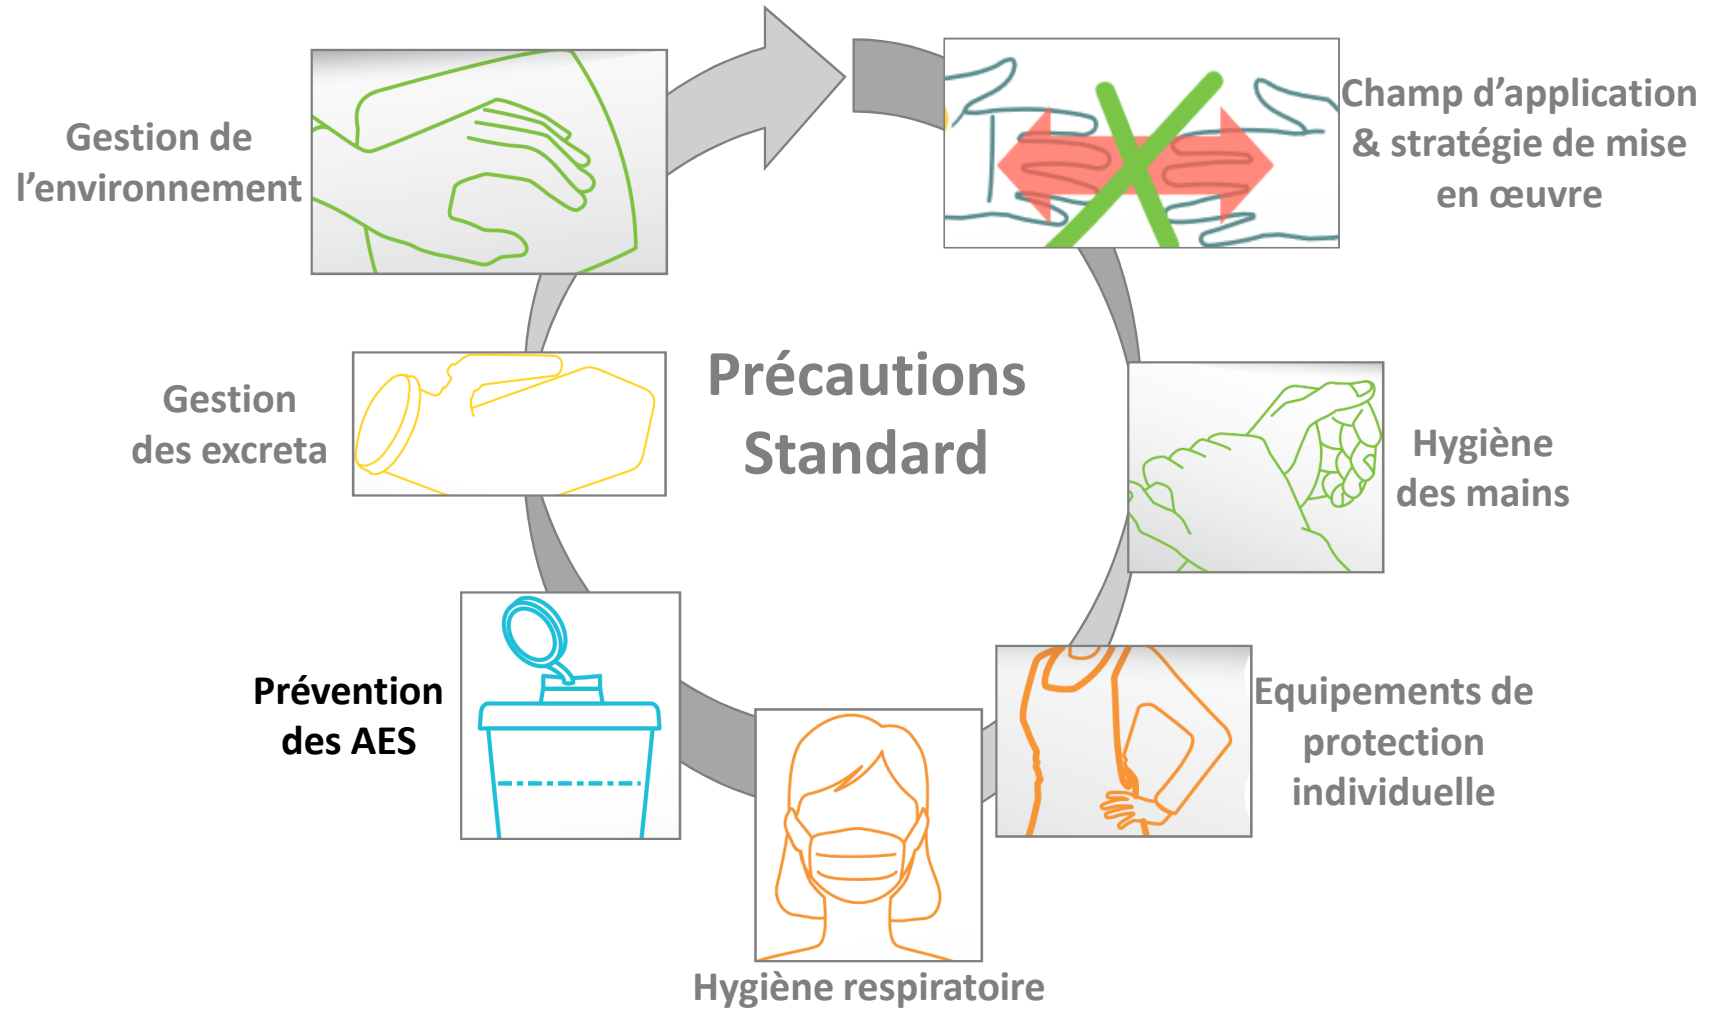 Précautions
Standard
Champ d’application
& stratégie de mise
en œuvre
Hygiène
des mains
Equipements de
protection
individuelle
Hygiène respiratoire
Prévention
des AES
Gestion
des excreta
Gestion de
l’environnement